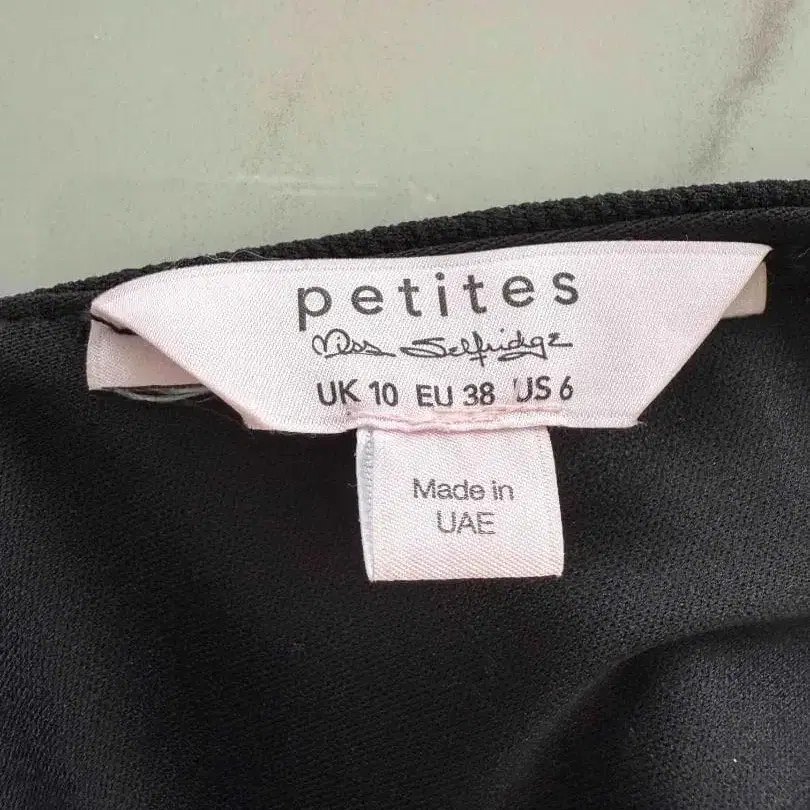 petites
Miss Selfridge
UK 10 EU 38 US 6
Made in
UAE